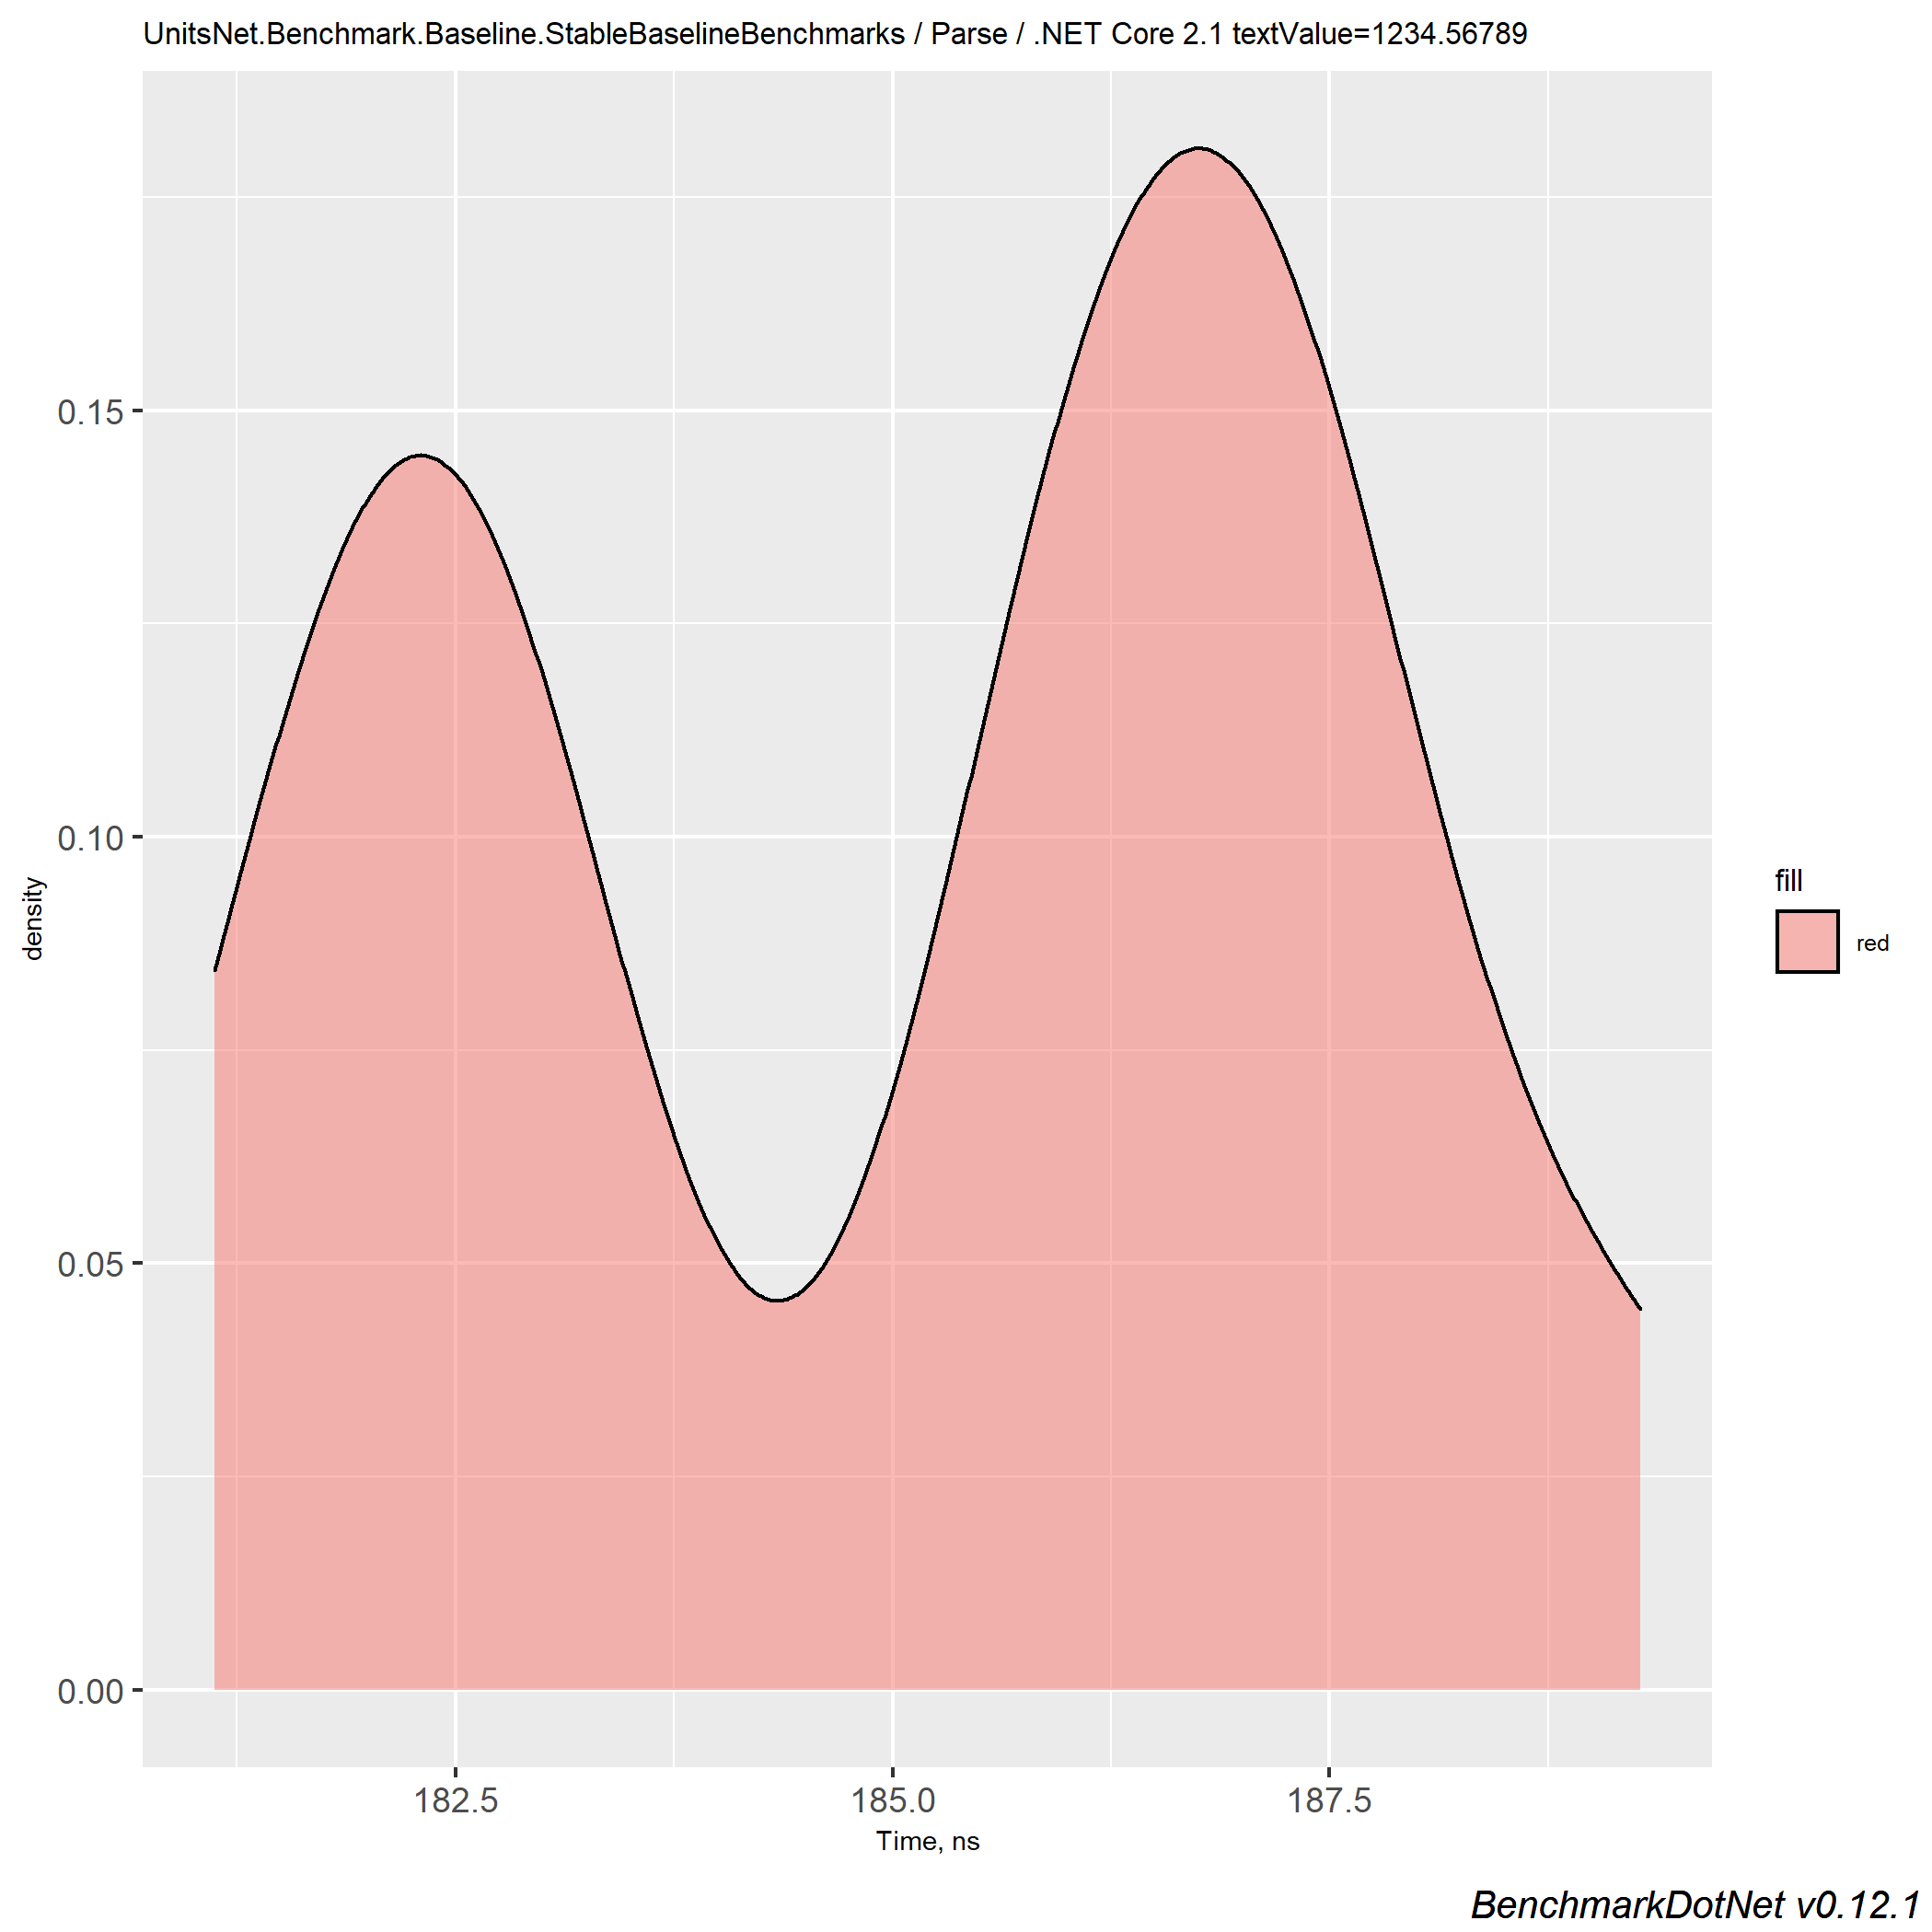 UnitsNet.Benchmark.Baseline.StableBaselineBenchmarks / Parse / .NET Core 2.1 textValue=1234.56789
0.15
0.10
0.05
0.00
density
182.5 185.0 187.5
Time, ns
fill
red
BenchmarkDotNet v0.12.1